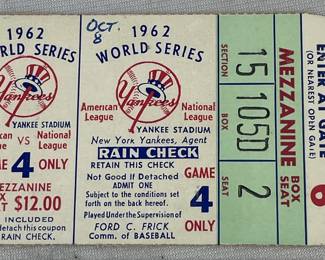 1962
WORLD SERIES
Yankees
American League
National League
VS
YANKEE STADIUM
GAME 4 ONLY
MEZZANINE
BOX SEAT $12.00
INCLUDED
detach this coupon
RAIN CHECK.
Oct. 8
1962
WORLD SERIES
Yankees
American League
National League
YANKEE STADIUM
New York Yankees, Agent
RAIN CHECK
RETAIN THIS CHECK
Not Good if Detached
ADMIT ONE
Subject to the conditions
set forth on the
back hereof.
GAME
4
ONLY
Played Under the Supervision of
FORD C. FRICK
Comm. of BASEBALL
SECTION
15
BOX
105D
SEAT
2
MEZZANINE
BOX SEAT
ENTER GATE
(OR NEAREST OPEN GATE)
6